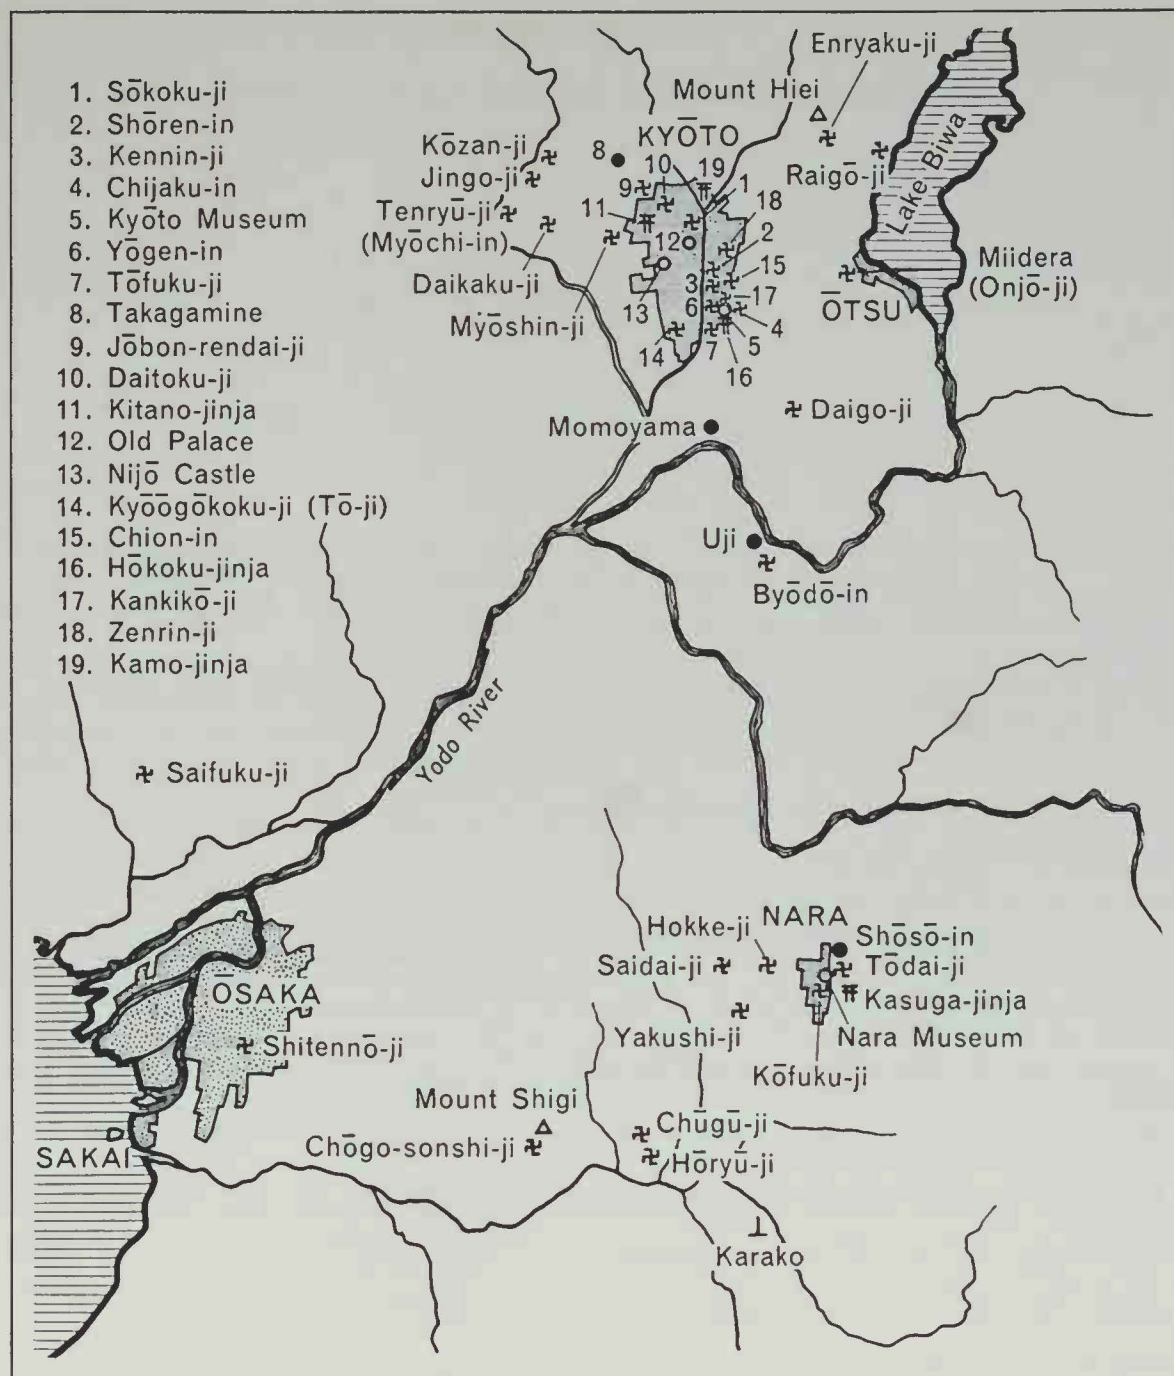 1. Sōkoku-ji
2. Shōren-in
3. Kennin-ji
4. Chijaku-in
5. Kyōto Museum
6. Yōgen-in
7. Tōfuku-ji
8. Takagamine
9. Jōbon-rendai-ji
10. Daitoku-ji
11. Kitano-jinja
12. Old Palace
13. Nijō Castle
14. Kyōōgōkoku-ji (Tō-ji)
15. Chion-in
16. Hōkoku-jinja
17. Kankikō-ji
18. Zenrin-ji
19. Kamo-jinja
Enryaku-ji
Mount Hiei
KYŌTO
Kōzan-ji
8
10
19
Jingo-ji
9
1
Raigō-ji
Lake Biwa
Tenryū-ji
11
18
(Myōchi-in)
12
2
Miidera
(Onjō-ji)
Daikaku-ji
15
3
13
6
17
ŌTSU
Myōshin-ji
4
14
7
5
16
Daigo-ji
Momoyama
Uji
Byōdō-in
Yodo River
Saifuku-ji
Hokke-ji
NARA
Shōsō-in
Saidai-ji
Tōdai-ji
ŌSAKA
Kasuga-jinja
Yakushi-ji
Nara Museum
Shitennō-ji
Kōfuku-ji
Mount Shigi
Chūgū-ji
Chōgo-sonshi-ji
SAKAI
Hōryū-ji
Karako